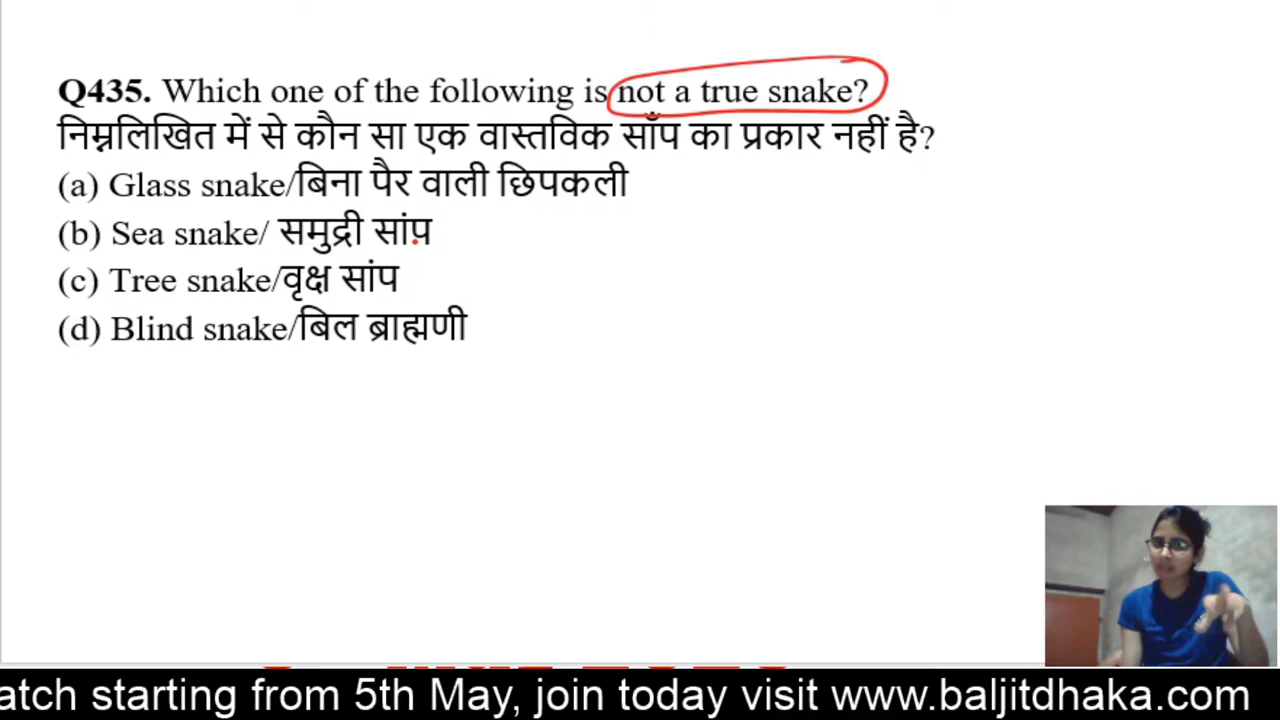 Q435. Which one of the following is not a true snake?
निम्नलिखित में से कौन सा एक वास्तविक साँप का प्रकार नहीं है?
(a) Glass snake/बिना पैर वाली छिपकली
(b) Sea snake/ समुद्री सांप
(c) Tree snake/वृक्ष सांप
(d) Blind snake/बिल ब्राह्मणी
atch starting from 5th May, join today visit www.baljitdhaka.com